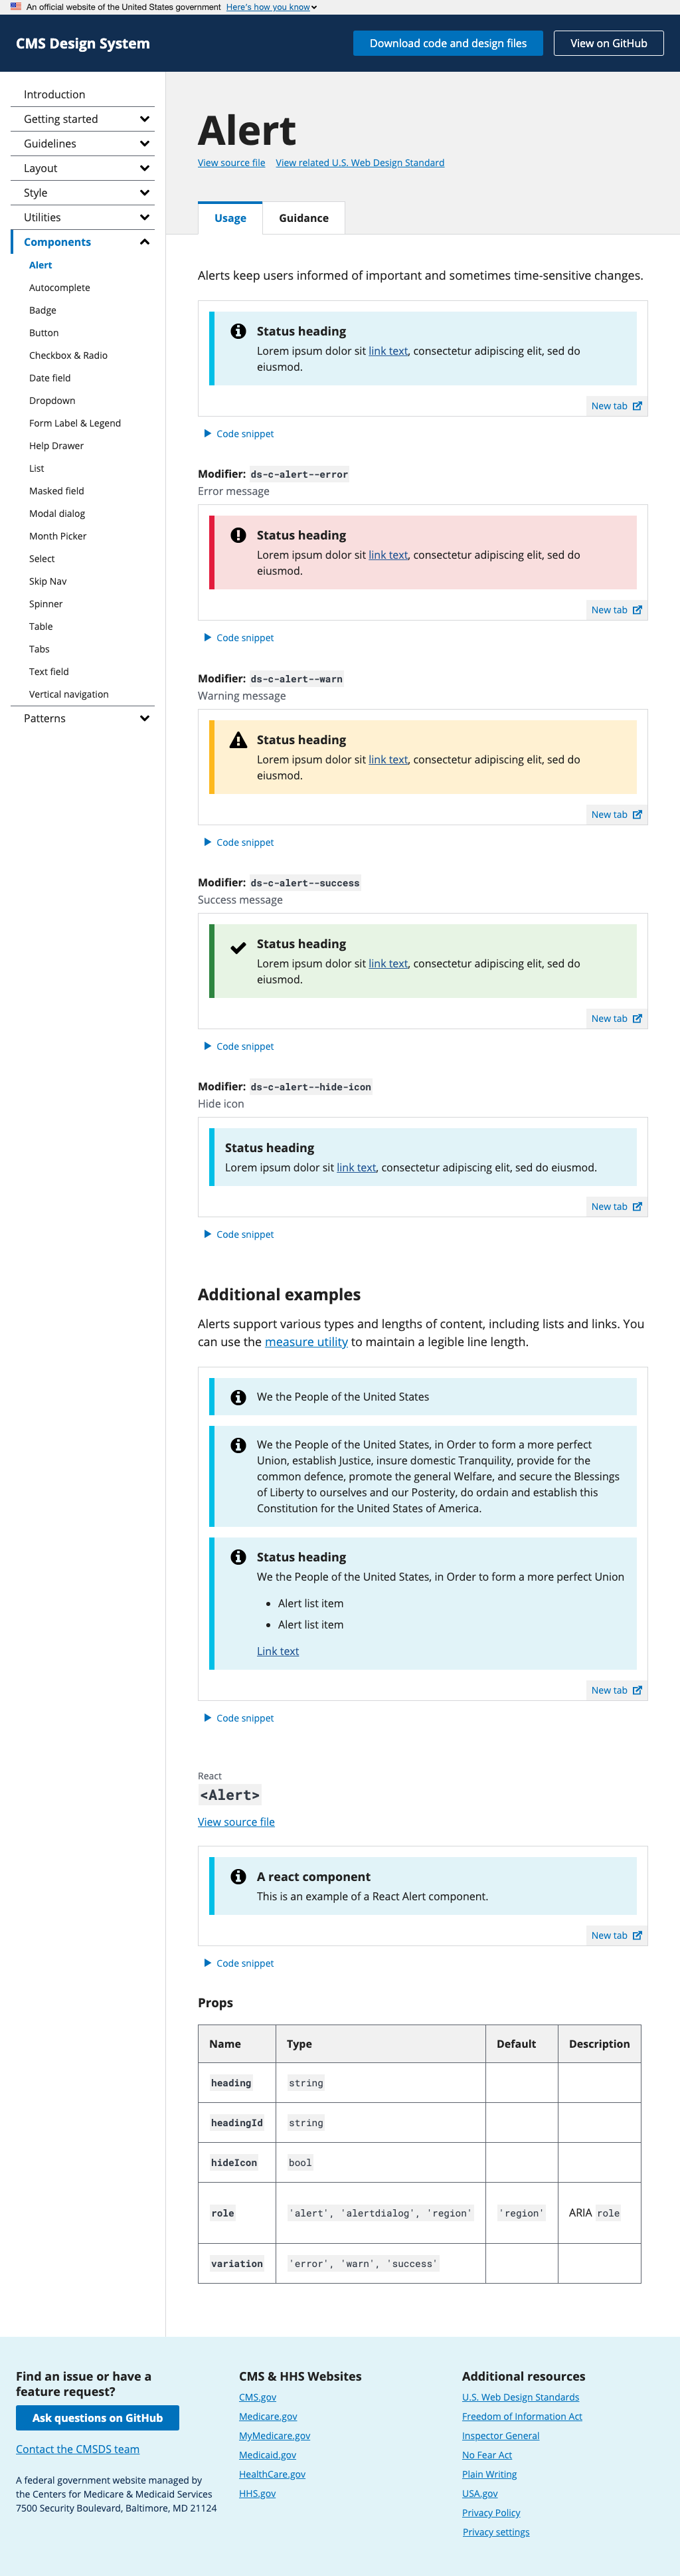 An official website of the United States government Here's how you know
CMS Design System
Download code and design files
View on GitHub
Introduction
Getting started
Guidelines
Layout
Style
Utilities
Components
Alert
Autocomplete
Badge
Button
Checkbox & Radio
Date field
Dropdown
Form Label & Legend
Help Drawer
List
Masked field
Modal dialog
Month Picker
Select
Skip Nav
Spinner
Table
Tabs
Text field
Vertical navigation
Patterns
Alert
View source file View related U.S. Web Design Standard
Usage Guidance
Alerts keep users informed of important and sometimes time-sensitive changes.
Status heading
Lorem ipsum dolor sit link text, consectetur adipiscing elit, sed do
eiusmod.
New tab
Code snippet
Modifier: ds-c-alert--error
Error message
Status heading
Lorem ipsum dolor sit link text, consectetur adipiscing elit, sed do
eiusmod.
New tab
Code snippet
Modifier: ds-c-alert--warn
Warning message
Status heading
Lorem ipsum dolor sit link text, consectetur adipiscing elit, sed do
eiusmod.
New tab
Code snippet
Modifier: ds-c-alert--success
Success message
Status heading
Lorem ipsum dolor sit link text, consectetur adipiscing elit, sed do
eiusmod.
New tab
Code snippet
Modifier: ds-c-alert--hide-icon
Hide icon
Status heading
Lorem ipsum dolor sit link text, consectetur adipiscing elit, sed do eiusmod.
New tab
Code snippet
Additional examples
Alerts support various types and lengths of content, including lists and links. You
can use the measure utility to maintain a legible line length.
We the People of the United States
We the People of the United States, in Order to form a more perfect
Union, establish Justice, insure domestic Tranquility, provide for the
common defence, promote the general Welfare, and secure the Blessings
of Liberty to ourselves and our Posterity, do ordain and establish this
Constitution for the United States of America.
Status heading
We the People of the United States, in Order to form a more perfect Union
• Alert list item
• Alert list item
Link text
New tab
Code snippet
React
<Alert>
View source file
A react component
This is an example of a React Alert component.
New tab
Code snippet
Props
Name Type Default Description
heading string
headingId string
hideIcon bool
role 'alert', 'alertdialog', 'region' 'region' ARIA role
variation 'error', 'warn', 'success'
Find an issue or have a
feature request?
Ask questions on GitHub
Contact the CMSDS team
A federal government website managed by
the Centers for Medicare & Medicaid Services
7500 Security Boulevard, Baltimore, MD 21124
CMS & HHS Websites
CMS.gov
Medicare.gov
MyMedicare.gov
Medicaid.gov
HealthCare.gov
HHS.gov
Additional resources
U.S. Web Design Standards
Freedom of Information Act
Inspector General
No Fear Act
Plain Writing
USA.gov
Privacy Policy
Privacy settings